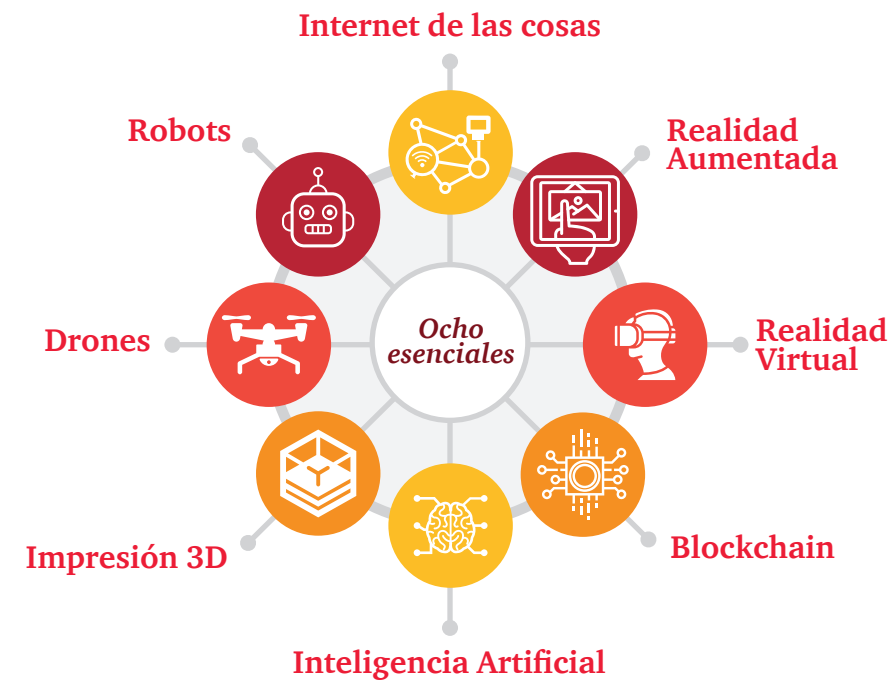 Internet de las cosas
Robots
Realidad
Aumentada
Drones
Ocho
esenciales
Realidad
Virtual
Impresión 3D
Blockchain
Inteligencia Artificial